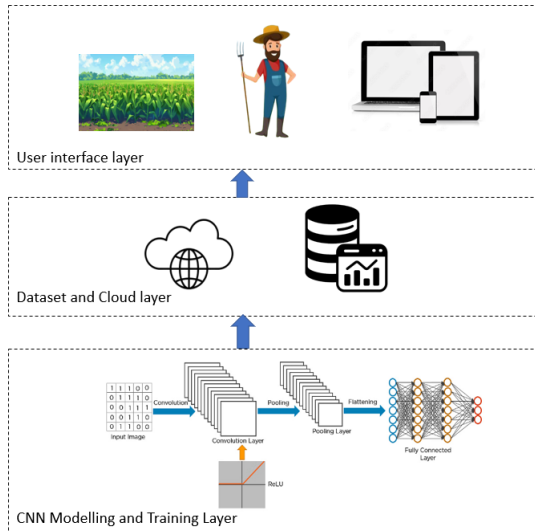 User interface layer
Dataset and Cloud layer
1 1 1 0 0
0 1 1 1 0
0 0 1 1 1
0 0 1 1 0
0 1 1 0 0
Input Image
Convolution
Convolution Layer
Pooling
Pooling Layer
Flattening
Fully Connected
Layer
ReLU
CNN Modelling and Training Layer